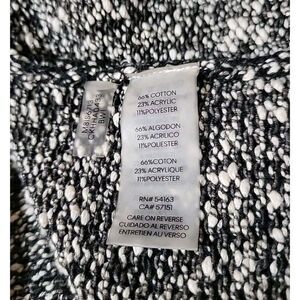 66% COTTON
23% ACRYLIC
11%POLYESTER
66% ALGODON
23% ACRILICO
11% POLIESTER
66%COTON
23% ACRYLIQUE
11%POLYESTER
RN# 54163
CA# 57151
CARE ON REVERSE
CUIDADO AL REVERSO
ENTRETIEN AU VERSO